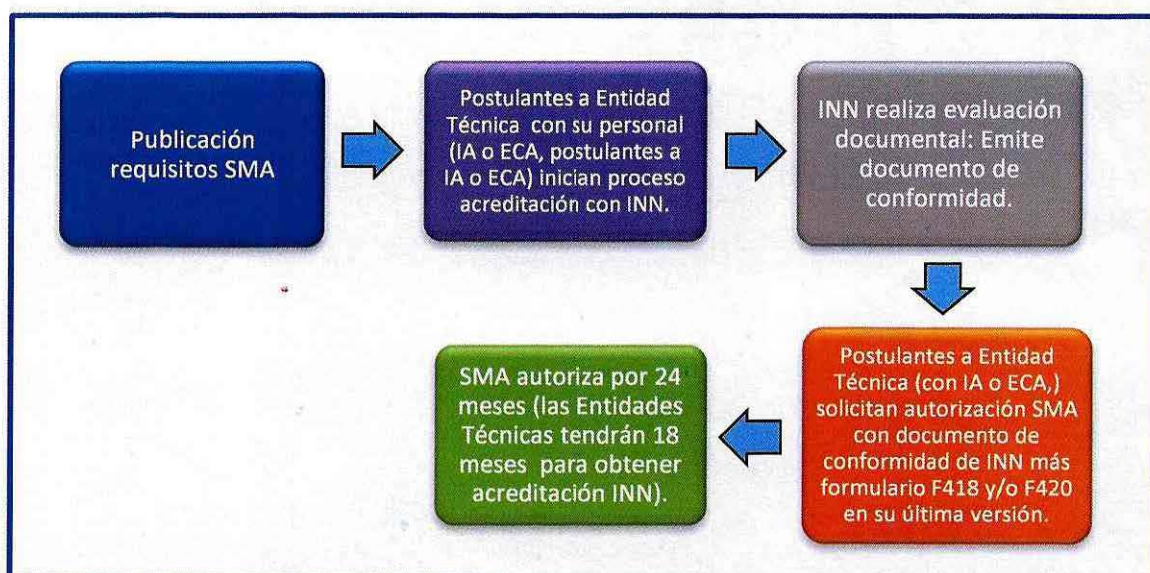 Publicación
requisitos SMA
Postulantes a Entidad
Técnica con su personal
(IA o ECA, postulantes a
IA o ECA) inician proceso
acreditación con INN.
INN realiza evaluación
documental: Emite
documento de
conformidad.
Postulantes a Entidad
Técnica (con IA o ECA,)
solicitan autorización SMA
con documento de
conformidad de INN más
formulario F418 y/o F420
en su última versión.
SMA autoriza por 24
meses (las Entidades
Técnicas tendrán 18
meses para obtener
acreditación INN).